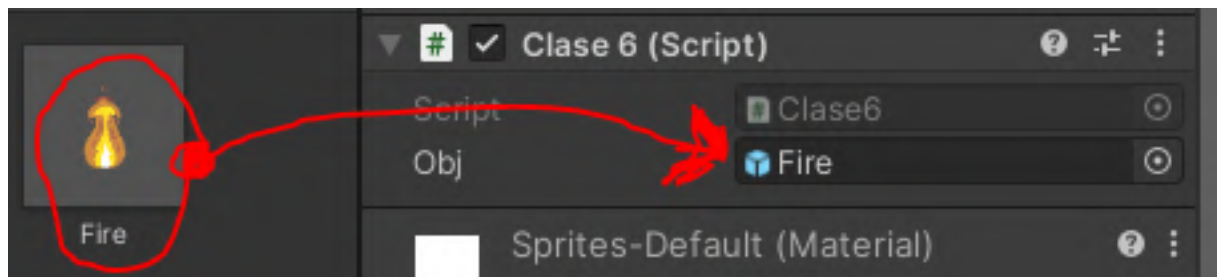 Fire
Clase 6 (Script)
Script
Clase6
Obj
Fire
Sprites-Default (Material)